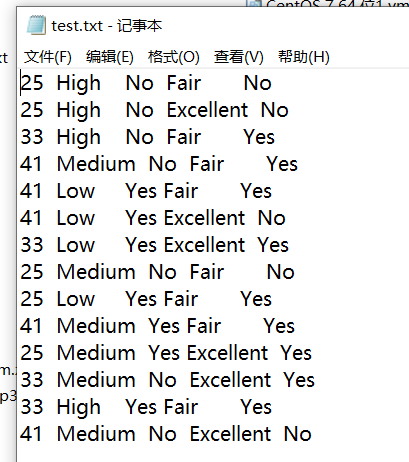 CentOS 7 64 位1.vm
test.txt - 记事本
文件(F) 编辑(E) 格式(O) 查看(V) 帮助(H)
25 High No Fair No
25 High No Excellent No
33 High No Fair Yes
41 Medium No Fair Yes
41 Low Yes Fair Yes
41 Low Yes Excellent No
33 Low Yes Excellent Yes
25 Medium No Fair No
25 Low Yes Fair Yes
41 Medium Yes Fair Yes
25 Medium Yes Excellent Yes
33 Medium No Excellent Yes
33 High Yes Fair Yes
41 Medium No Excellent No